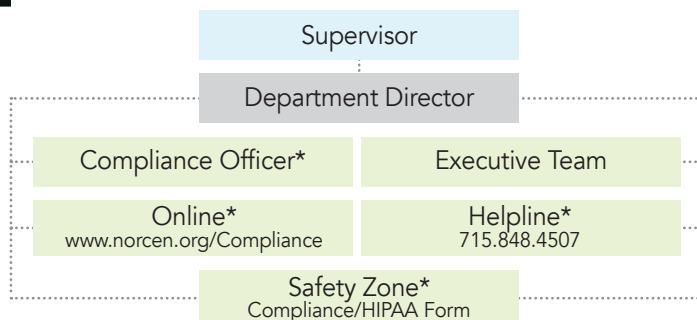 Supervisor
Department Director
Compliance Officer*
Executive Team
Online*
www.norcen.org/Compliance
Helpline*
715.848.4507
Safety Zone*
Compliance/HIPAA Form